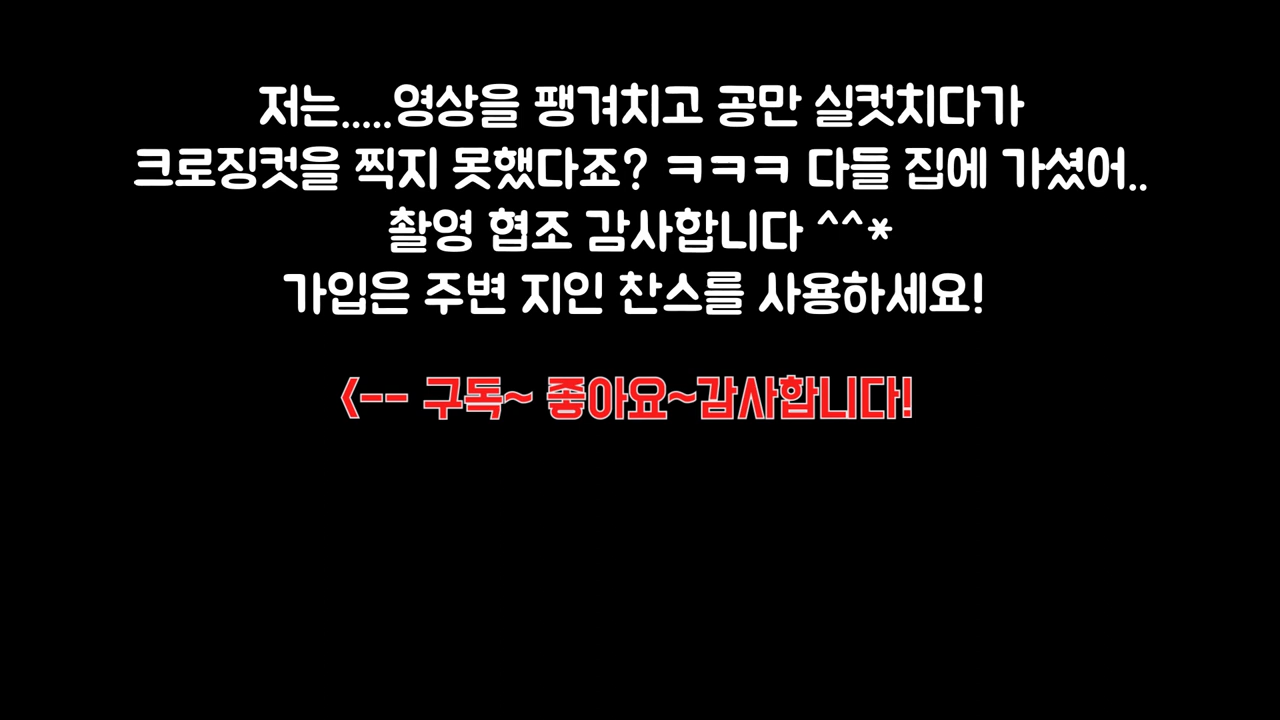 저는.....영상을 팽겨치고 공만 실컷치다가
크로징컷을 찍지 못했다죠? ㅋㅋㅋ 다들 집에 가셨어..
촬영 협조 감사합니다 ^^*
가입은 주변 지인 찬스를 사용하세요!
<-- 구독~ 좋아요~감사합니다!